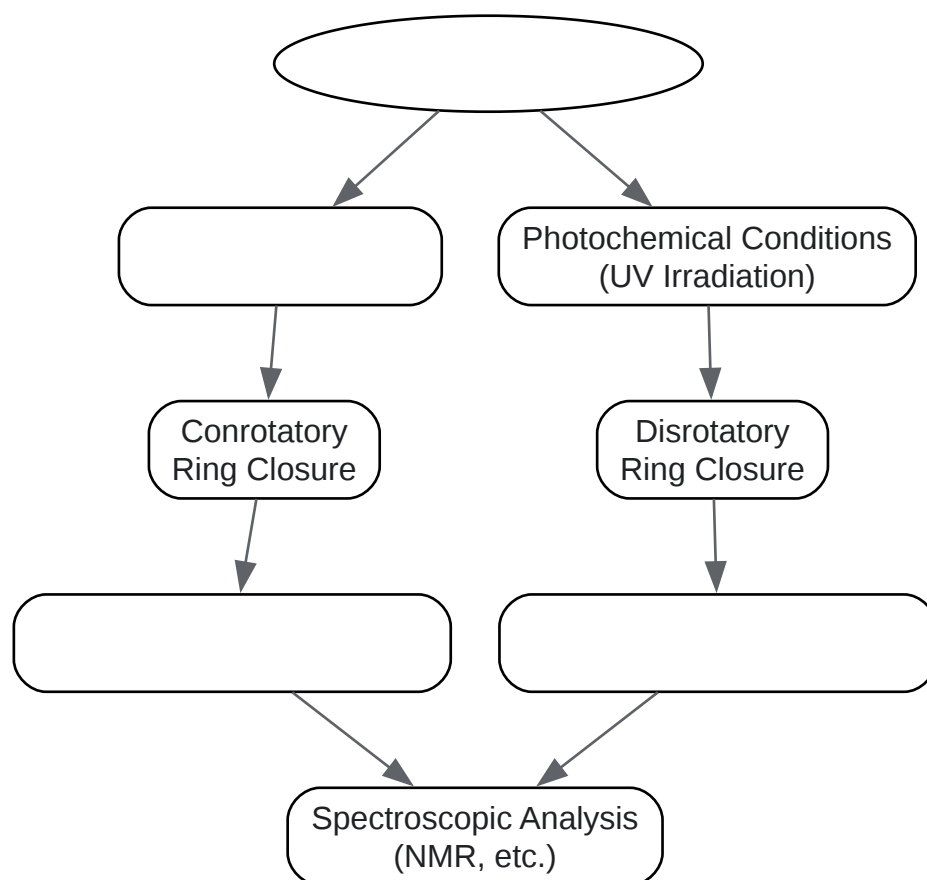 Photochemical Conditions
(UV Irradiation)
Conrotatory
Ring Closure
Disrotatory
Ring Closure
Spectroscopic Analysis
(NMR, etc.)